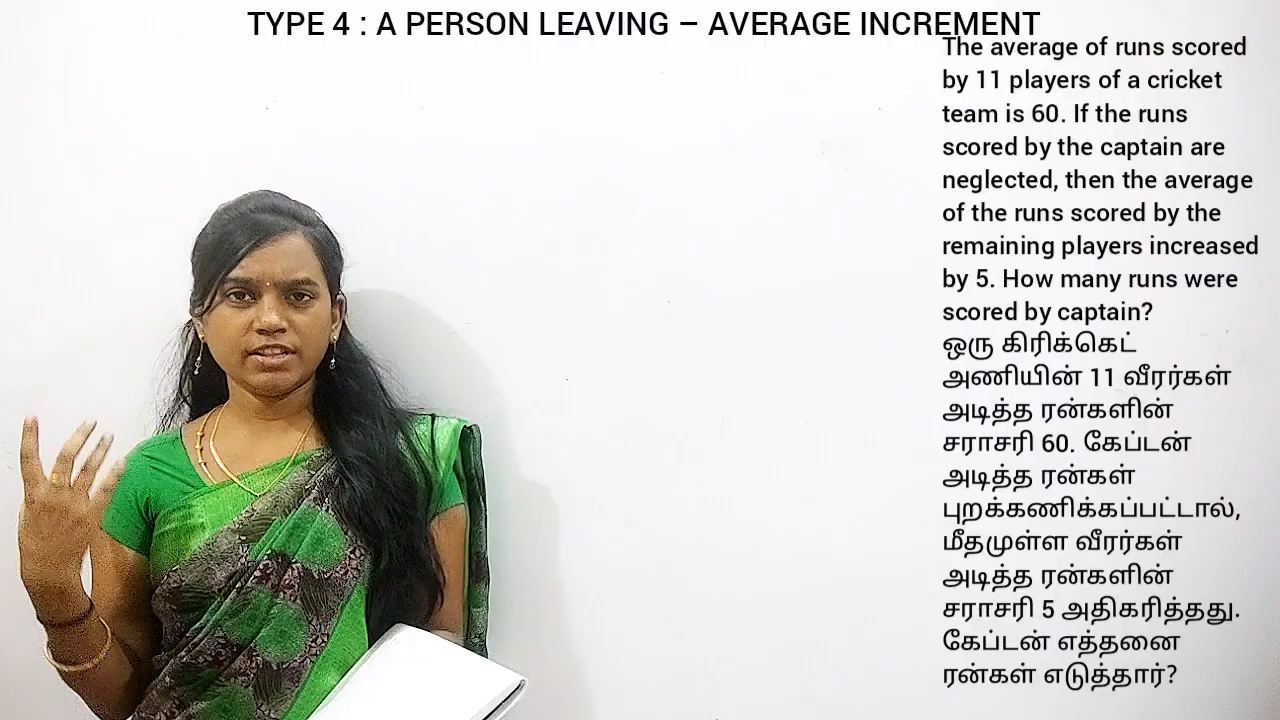 TYPE 4 : A PERSON LEAVING – AVERAGE INCREMENT
The average of runs scored
by 11 players of a cricket
team is 60. If the runs
scored by the captain are
neglected, then the average
of the runs scored by the
remaining players increased
by 5. How many runs were
scored by captain?
ஒரு கிரிக்கெட்
அணியின் 11 வீரர்கள்
அடித்த ரன்களின்
சராசரி 60. கேப்டன்
அடித்த ரன்கள்
புறக்கணிக்கப்பட்டால்,
மீதமுள்ள வீரர்கள்
அடித்த ரன்களின்
சராசரி 5 அதிகரித்தது.
கேப்டன் எத்தனை
ரன்கள் எடுத்தார்?